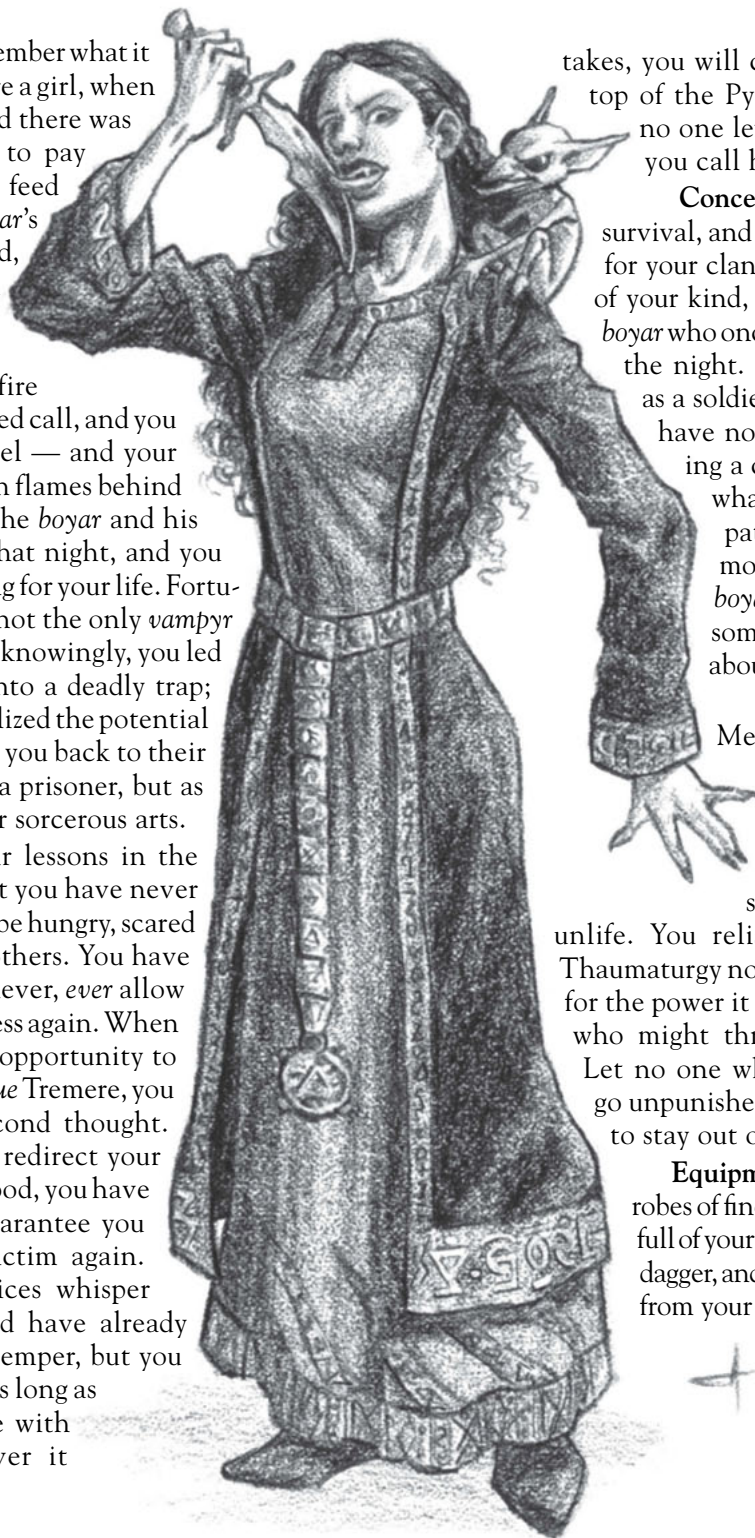 ember what it
e a girl, when
d there was
to pay
feed
ar's
d,
fire
ed call, and you
el — and your
n flames behind
he boyar and his
hat night, and you
g for your life. Fortu-
not the only vampyr
knowingly, you led
nto a deadly trap;
lized the potential
you back to their
a prisoner, but as
r sorcerous arts.
r lessons in the
t you have never
be hungry, scared
thers. You have
ever, ever allow
ess again. When
opportunity to
ue Tremere, you
cond thought.
redirect your
ood, you have
arantee you
ctim again.
ices whisper
d have already
emper, but you
s long as
e with
ver it
takes, you will c
top of the Py
no one le
you call h
Conce
survival, and
for your clan
of your kind,
boyar who onc
the night.
as a soldie
have no
ing a c
wha
pat
mo
boya
som
abou
Me
s
unlife. You reli
Thaumaturgy no
for the power it
who might thr
Let no one wh
go unpunishe
to stay out o
Equipm
robes of fine
full of your
dagger, and
from your